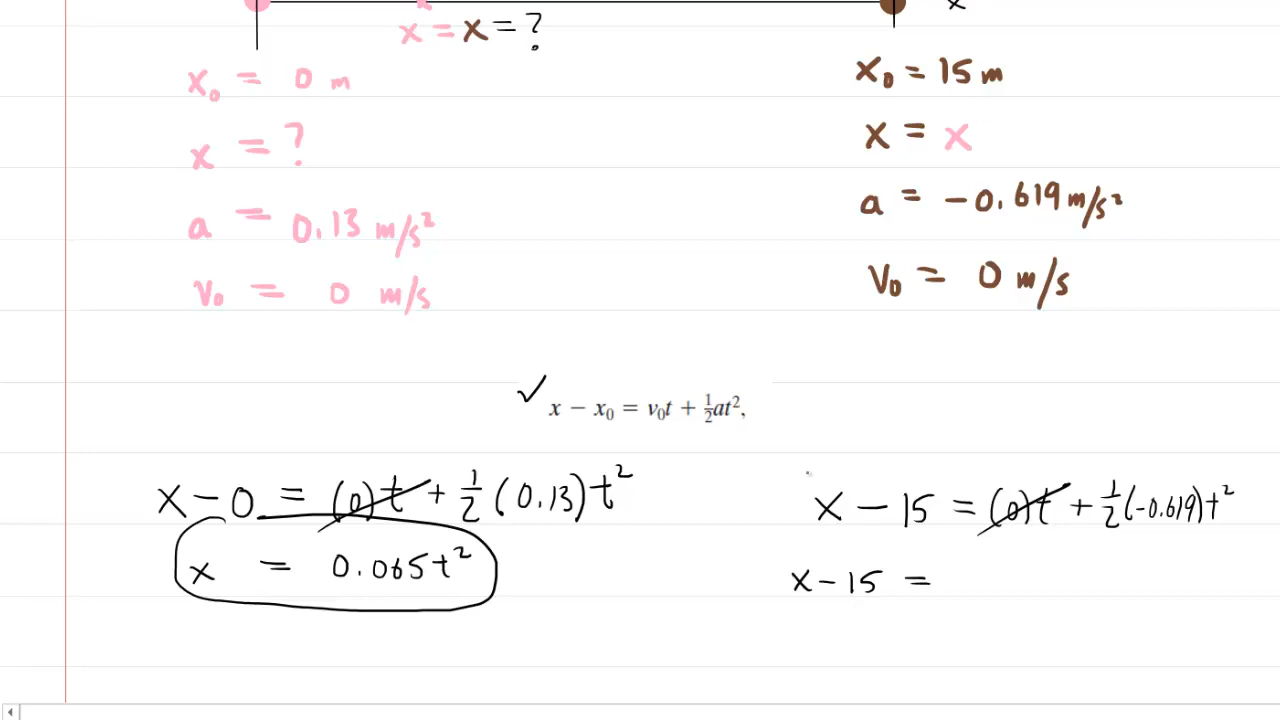 x = x = ?
x
x₀ = 0 m
x₀ = 15 m
x = ?
x = x
a = 0.13 m/s²
a = -0.619 m/s²
v₀ = 0 m/s
v₀ = 0 m/s
✓ x − x₀ = v₀t + ½at²,
x − 0 = (0)t + ½(0.13)t²
x − 15 = (0)t + ½(-0.619)t²
x = 0.065t²
x − 15 =